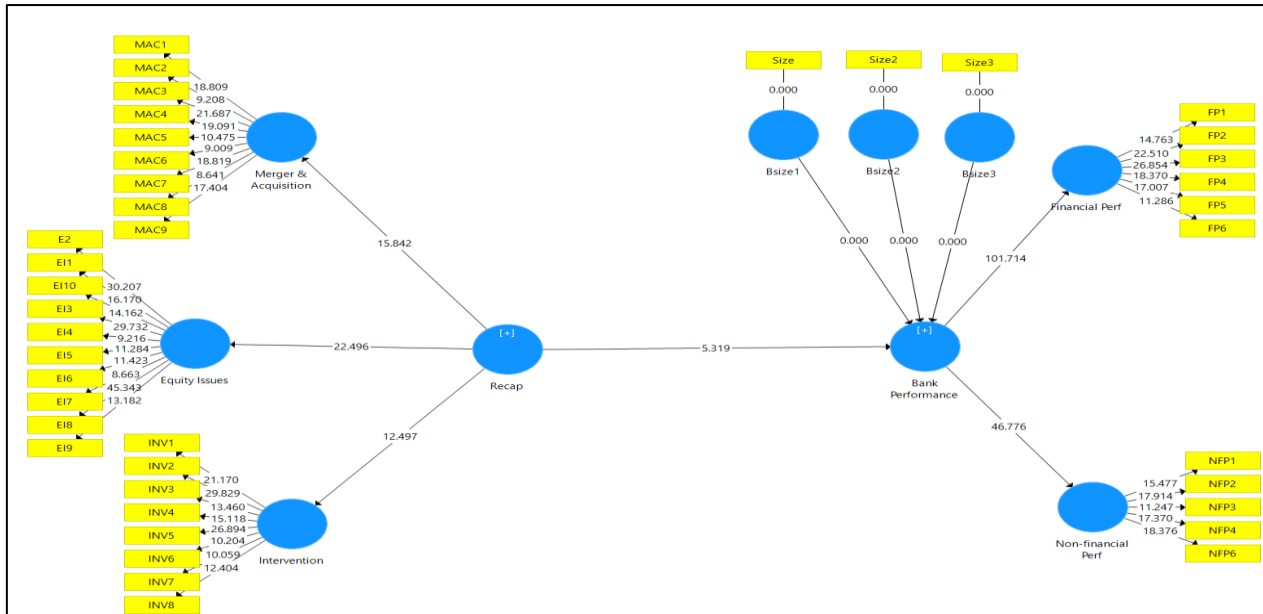 MAC1
MAC2
MAC3
MAC4
MAC5
MAC6
MAC7
MAC8
MAC9
18.809
9.208
21.687
19.091
10.475
9.009
18.819
8.641
17.404
Merger &
Acquisition
15.842
E2
EI1
EI10
EI3
EI4
EI5
EI6
EI7
EI8
EI9
30.207
16.170
14.162
29.732
9.216
11.284
11.423
8.663
45.343
13.182
Equity Issues
22.496
INV1
INV2
INV3
INV4
INV5
INV6
INV7
INV8
21.170
29.829
13.460
15.118
26.894
10.204
10.059
12.404
Intervention
12.497
[+]
Recap
5.319
Size
Size2
Size3
0.000
0.000
0.000
Bsize1
Bsize2
Bsize3
0.000
0.000
0.000
[+]
Bank
Performance
101.714
46.776
Financial Perf
14.763
22.510
26.854
18.370
17.007
11.286
FP1
FP2
FP3
FP4
FP5
FP6
Non-financial
Perf
15.477
17.914
11.247
17.370
18.376
NFP1
NFP2
NFP3
NFP4
NFP6